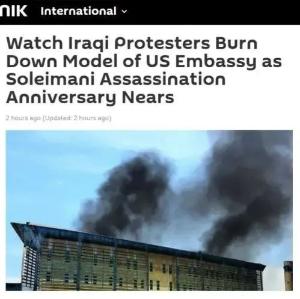 NIK International
Watch Iraqi Protesters Burn
Down Model of US Embassy as
Soleimani Assassination
Anniversary Nears
2 hours ago (Updated: 2 hours ago)